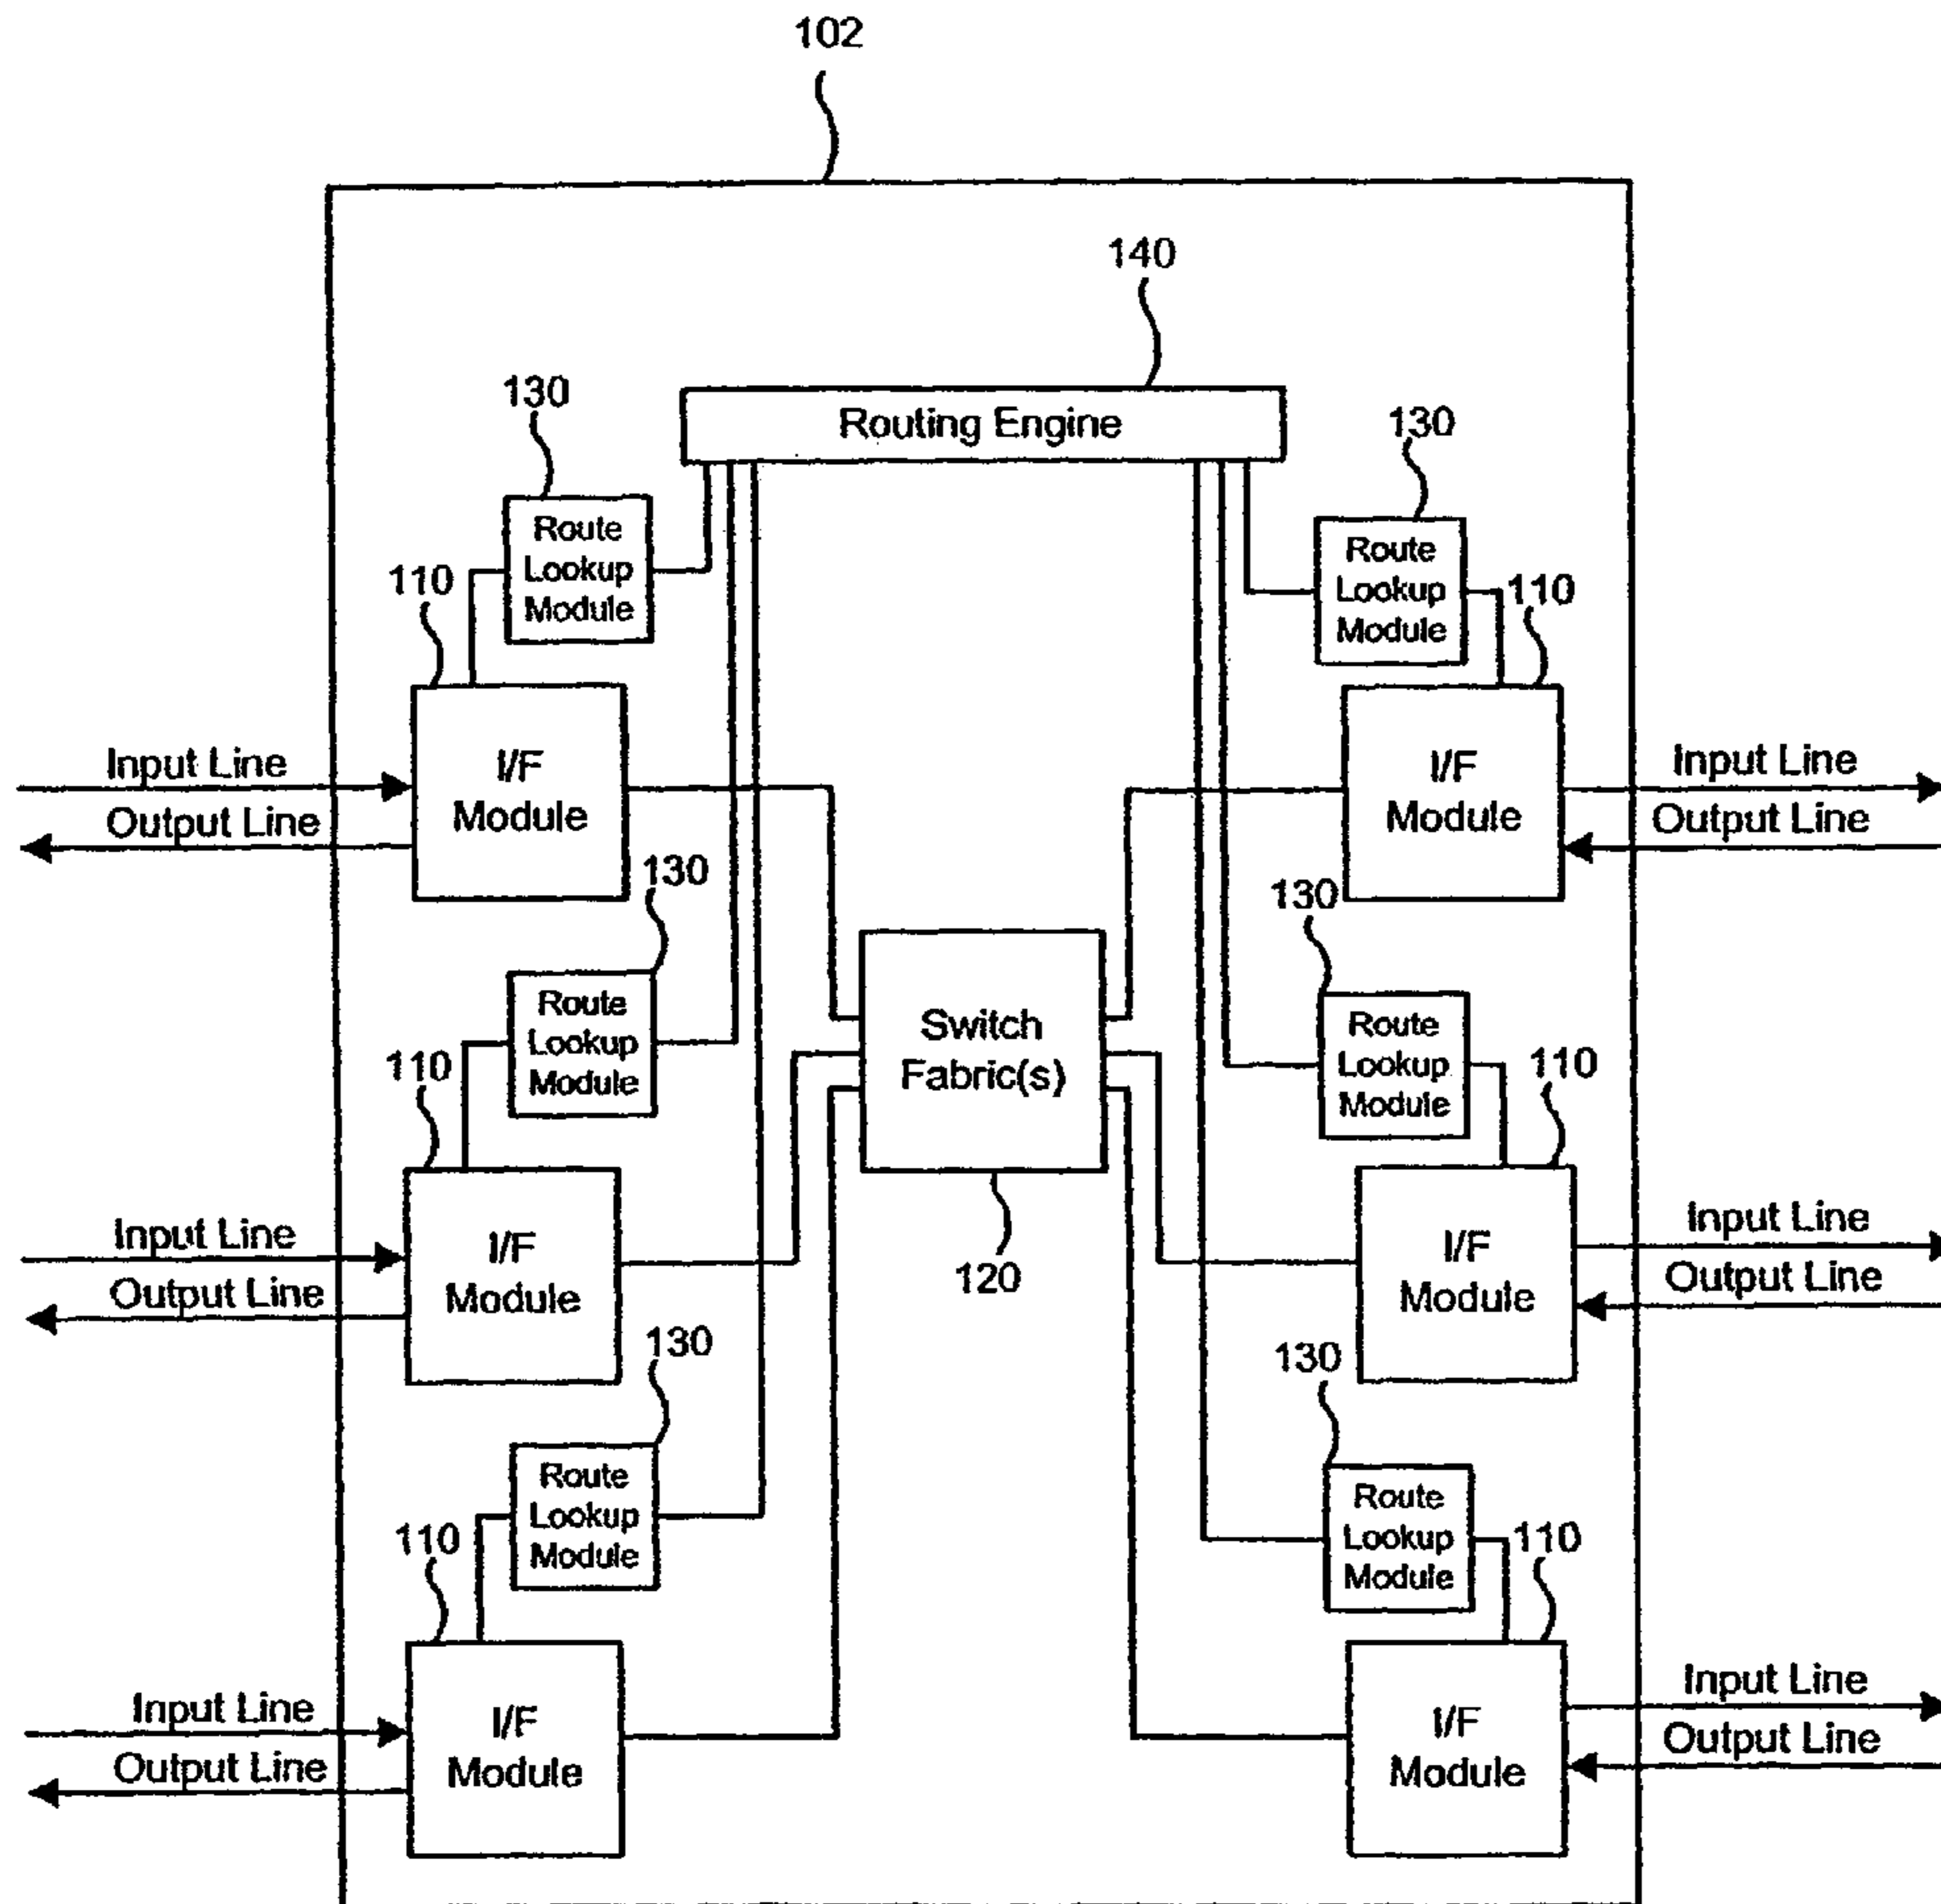 102
140
130
Routing Engine
130
Route
Lookup
Module
Route
Lookup
Module
110
110
I/F
Module
I/F
Module
Input Line
Output Line
Input Line
Output Line
130
130
Route
Lookup
Module
Switch
Fabric(s)
Route
Lookup
Module
110
110
120
I/F
Module
I/F
Module
Input Line
Output Line
Input Line
Output Line
130
130
Route
Lookup
Module
Route
Lookup
Module
110
110
I/F
Module
I/F
Module
Input Line
Output Line
Input Line
Output Line